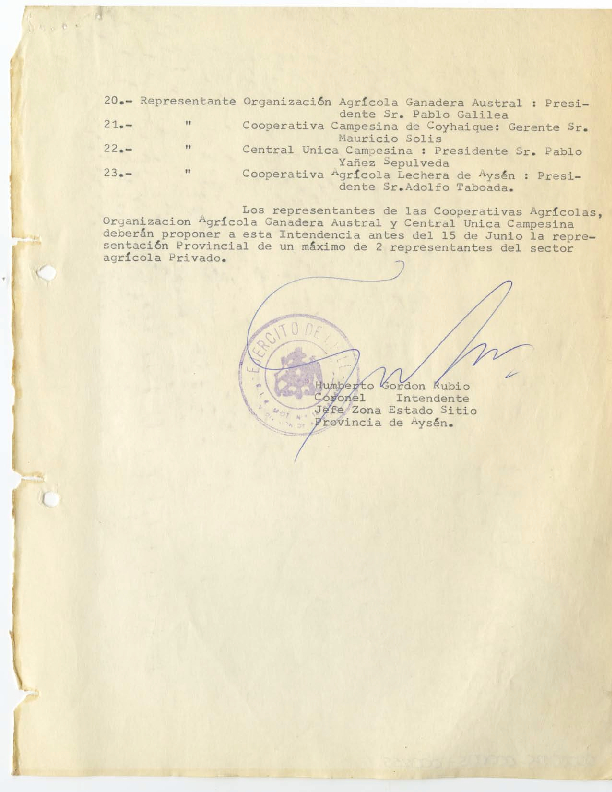 20.- Representante Organización Agrícola Ganadera Austral : Presi-
dente Sr. Pablo Galilea
21.- " Cooperativa Campesina de Coyhaique: Gerente Sr.
Mauricio Solis
22.- " Central Unica Campesina : Presidente Sr. Pablo
Yañez Sepulveda
23.- " Cooperativa Agrícola Lechera de Aysén : Presi-
dente Sr.Adolfo Taboada.
Los representantes de las Cooperativas Agrícolas,
Organizacion Agrícola Ganadera Austral y Central Unica Campesina
deberán proponer a esta Intendencia antes del 15 de Junio la repre-
sentación Provincial de un máximo de 2 representantes del sector
agrícola Privado.
EJERCITO DE
Humberto Gordon Rubio
Coronel Intendente
Jefe Zona Estado Sitio
Provincia de Aysén.